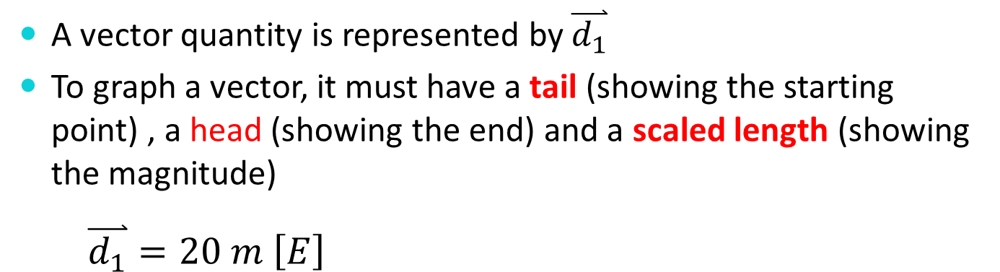 • A vector quantity is represented by $\overrightarrow{d_1}$
• To graph a vector, it must have a tail (showing the starting
point) , a head (showing the end) and a scaled length (showing
the magnitude)
$\overrightarrow{d_1} = 20\ m\ [E]$